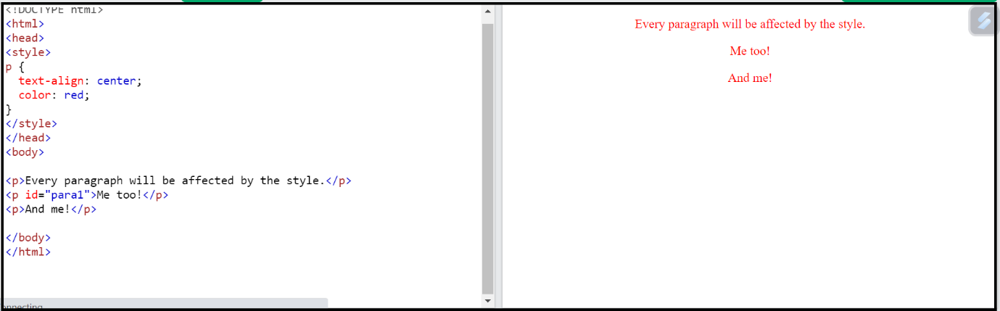 <!DOCTYPE html>
<html>
<head>
<style>
p {
  text-align: center;
  color: red;
}
</style>
</head>
<body>

<p>Every paragraph will be affected by the style.</p>
<p id="para1">Me too!</p>
<p>And me!</p>

</body>
</html>
onnecting
Every paragraph will be affected by the style.
Me too!
And me!